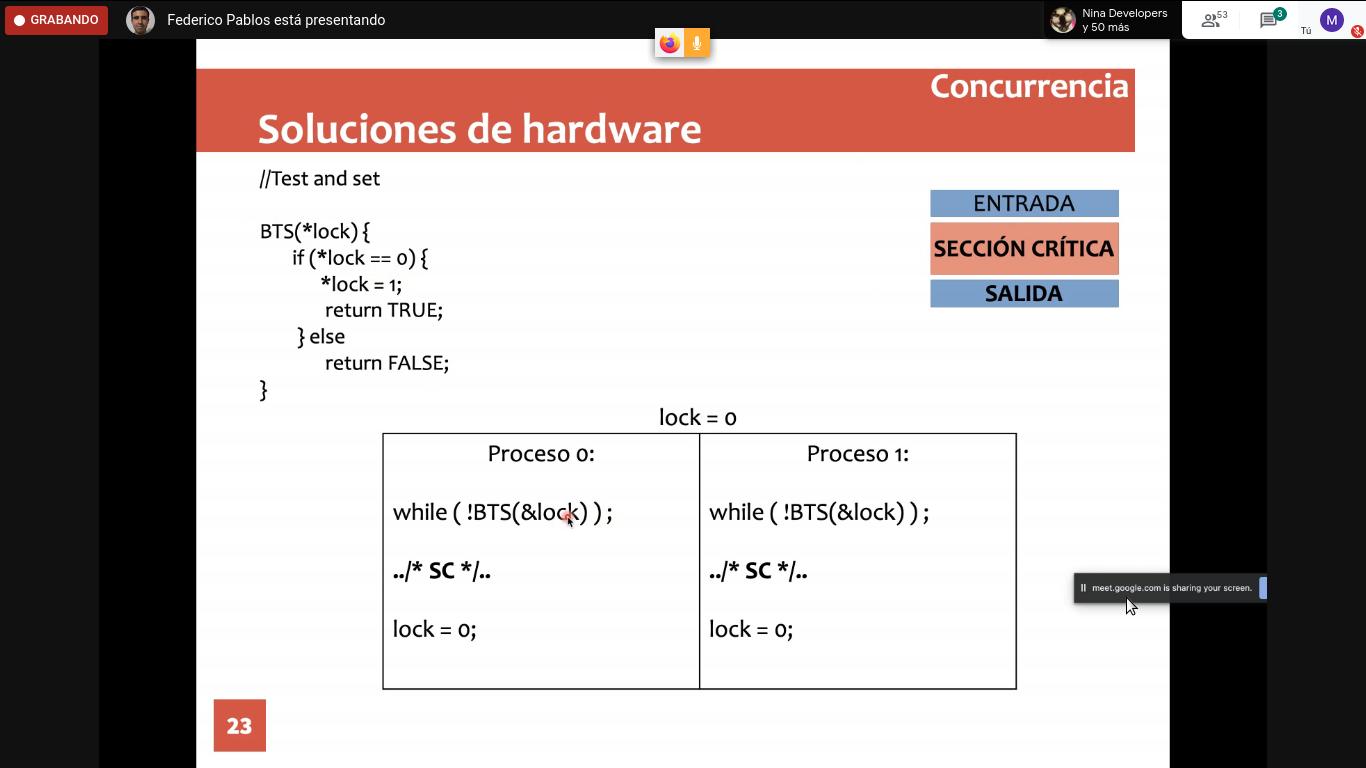 GRABANDO
Federico Pablos está presentando
Nina Developers
y 50 más
53
3
Tú
M
Concurrencia
Soluciones de hardware
//Test and set
BTS(*lock) {
if (*lock == 0) {
*lock = 1;
return TRUE;
} else
return FALSE;
}
ENTRADA
SECCIÓN CRÍTICA
SALIDA
lock = 0
Proceso 0:
while ( !BTS(&lock) ) ;
../* SC */..
lock = 0;
Proceso 1:
while ( !BTS(&lock) ) ;
../* SC */..
lock = 0;
meet.google.com is sharing your screen.
23